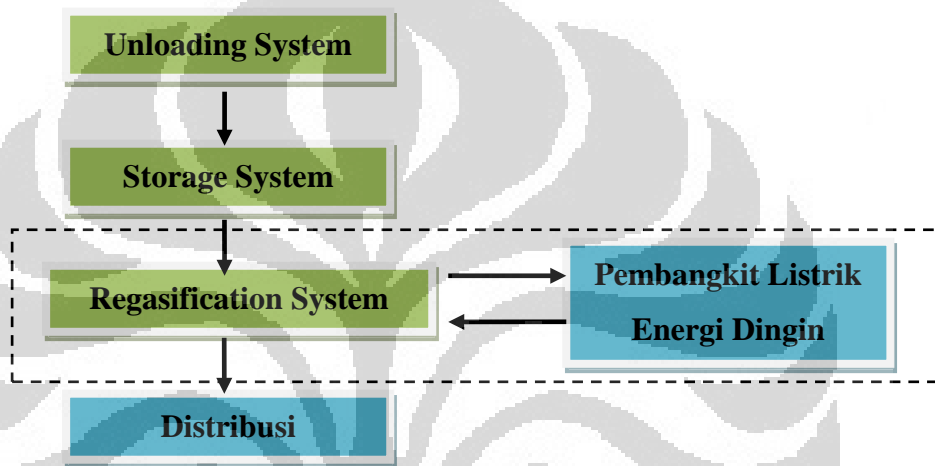 Unloading System
Storage System
Regasification System
Pembangkit Listrik
Energi Dingin
Distribusi